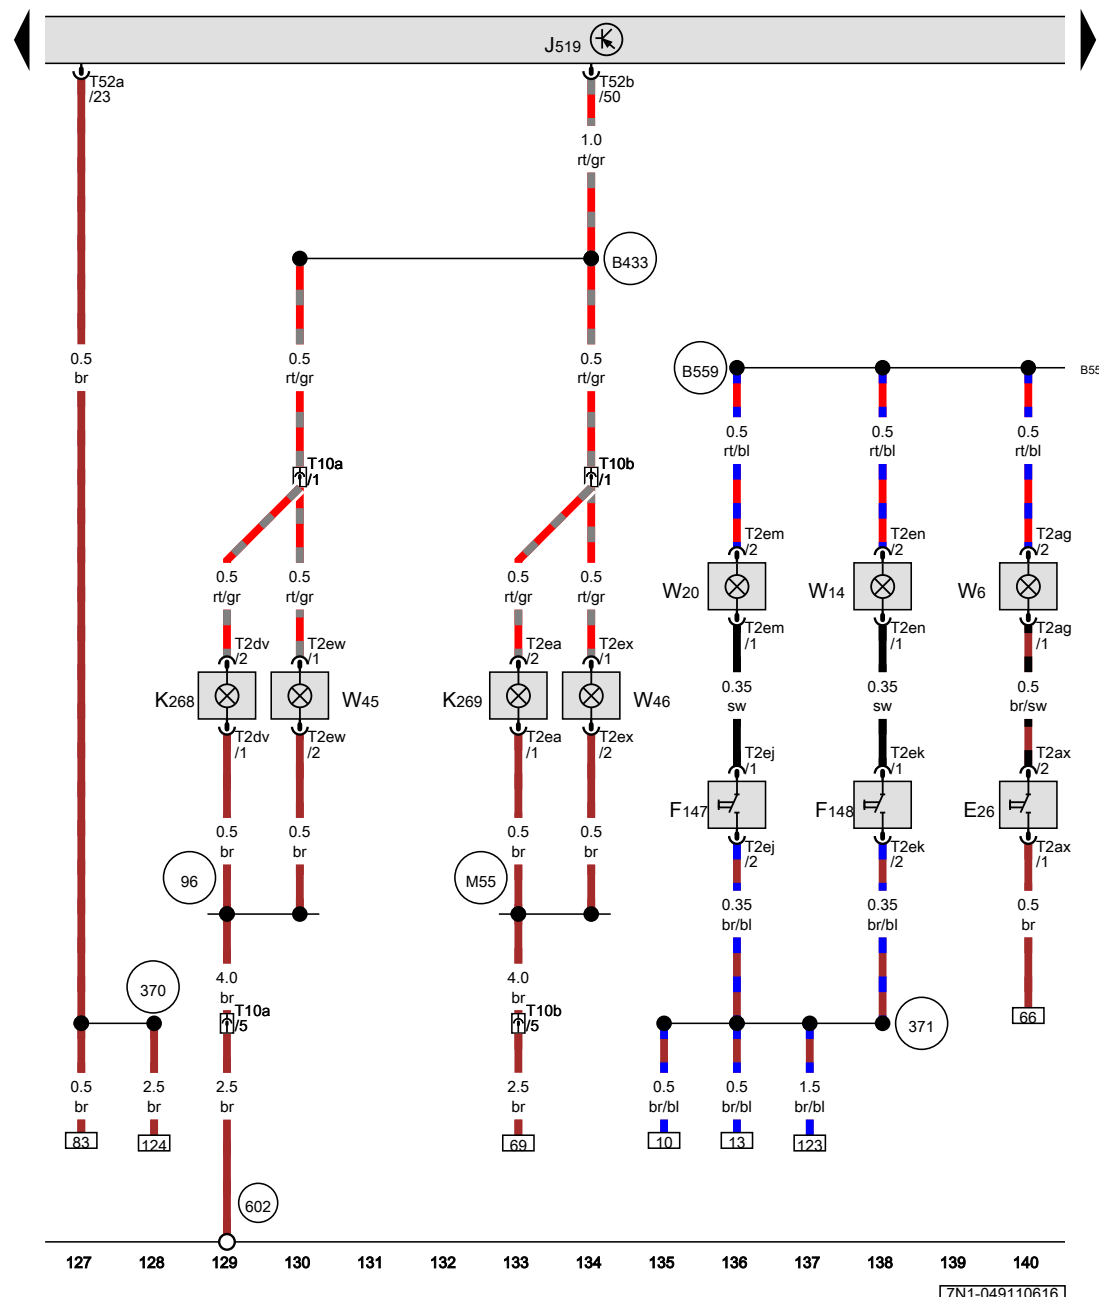 J519
T52a
/23
T52b
/50
1.0
rt/gr
B433
0.5
br
0.5
rt/gr
0.5
rt/gr
B559
B55
0.5
rt/bl
0.5
rt/bl
0.5
rt/bl
T10a
/1
T10b
/1
T2em
/2
T2en
/2
T2ag
/2
0.5
rt/gr
0.5
rt/gr
0.5
rt/gr
0.5
rt/gr
W20
W14
W6
T2em
/1
T2en
/1
T2ag
/1
T2dv
/2
T2ew
/1
T2ea
/2
T2ex
/1
0.35
sw
0.35
sw
0.5
br/sw
K268
W45
K269
W46
T2dv
/1
T2ew
/2
T2ea
/1
T2ex
/2
T2ej
/1
T2ek
/1
T2ax
/2
F147
F148
E26
0.5
br
0.5
br
0.5
br
0.5
br
T2ej
/2
T2ek
/2
T2ax
/1
96
M55
0.35
br/bl
0.35
br/bl
0.5
br
370
4.0
br
4.0
br
T10a
/5
T10b
/5
66
371
0.5
br
2.5
br
2.5
br
2.5
br
0.5
br/bl
0.5
br/bl
1.5
br/bl
83
124
69
10
13
123
602
127 128 129 130 131 132 133 134 135 136 137 138 139 140
7N1-049110616